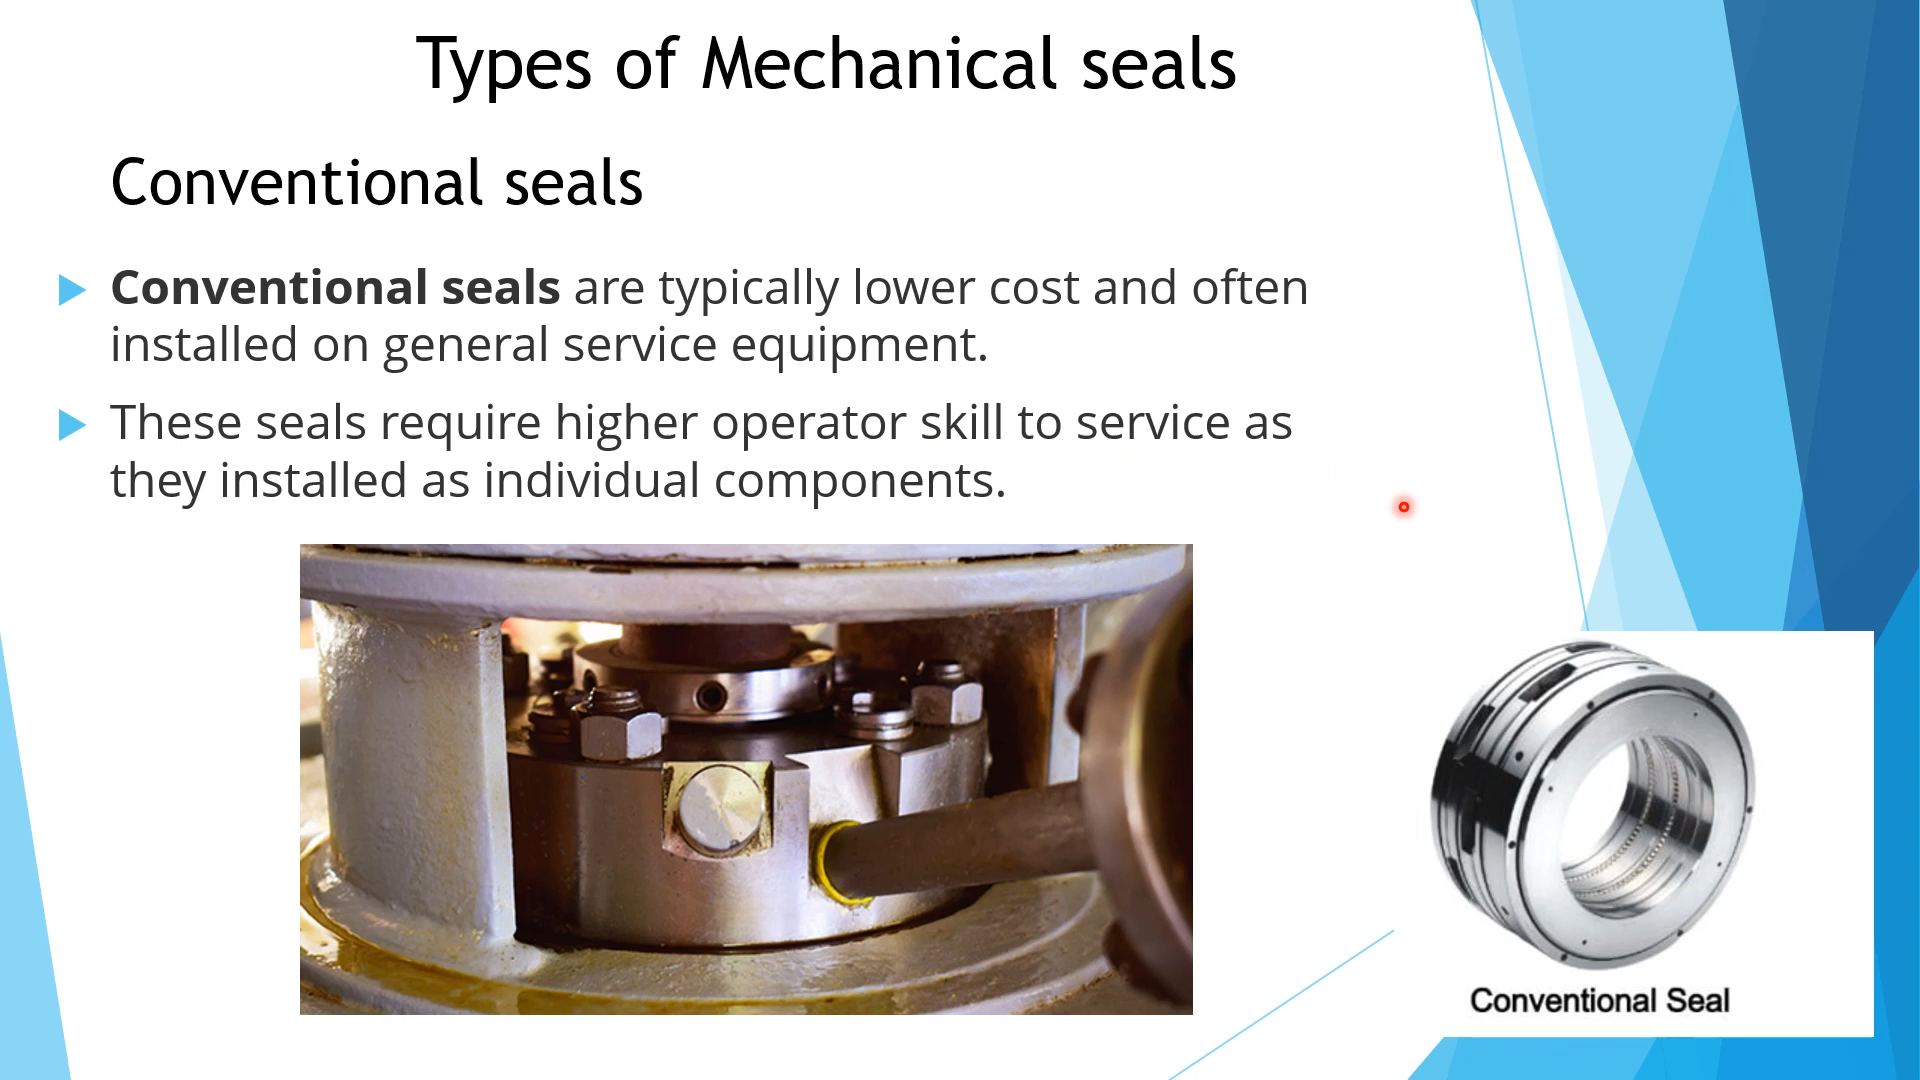 Types of Mechanical seals
Conventional seals
Conventional seals are typically lower cost and often
installed on general service equipment.
These seals require higher operator skill to service as
they installed as individual components.
Conventional Seal